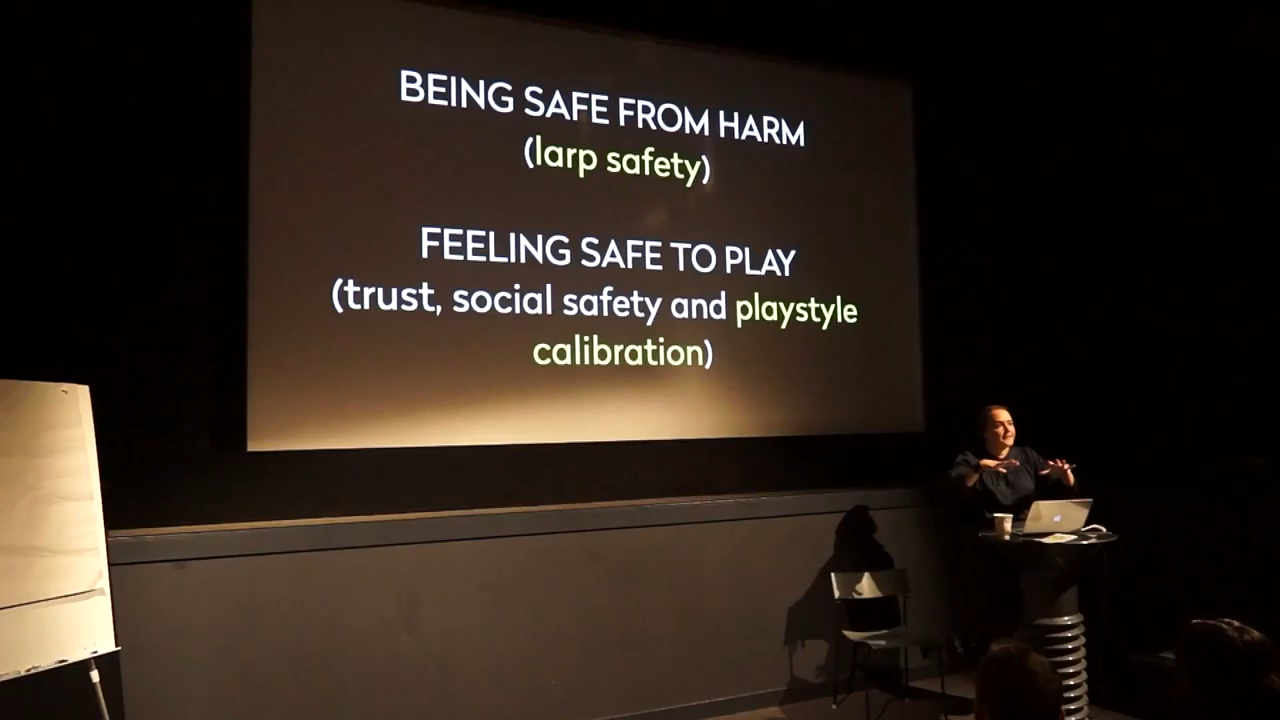 BEING SAFE FROM HARM
(larp safety)
FEELING SAFE TO PLAY
(trust, social safety and playstyle
calibration)